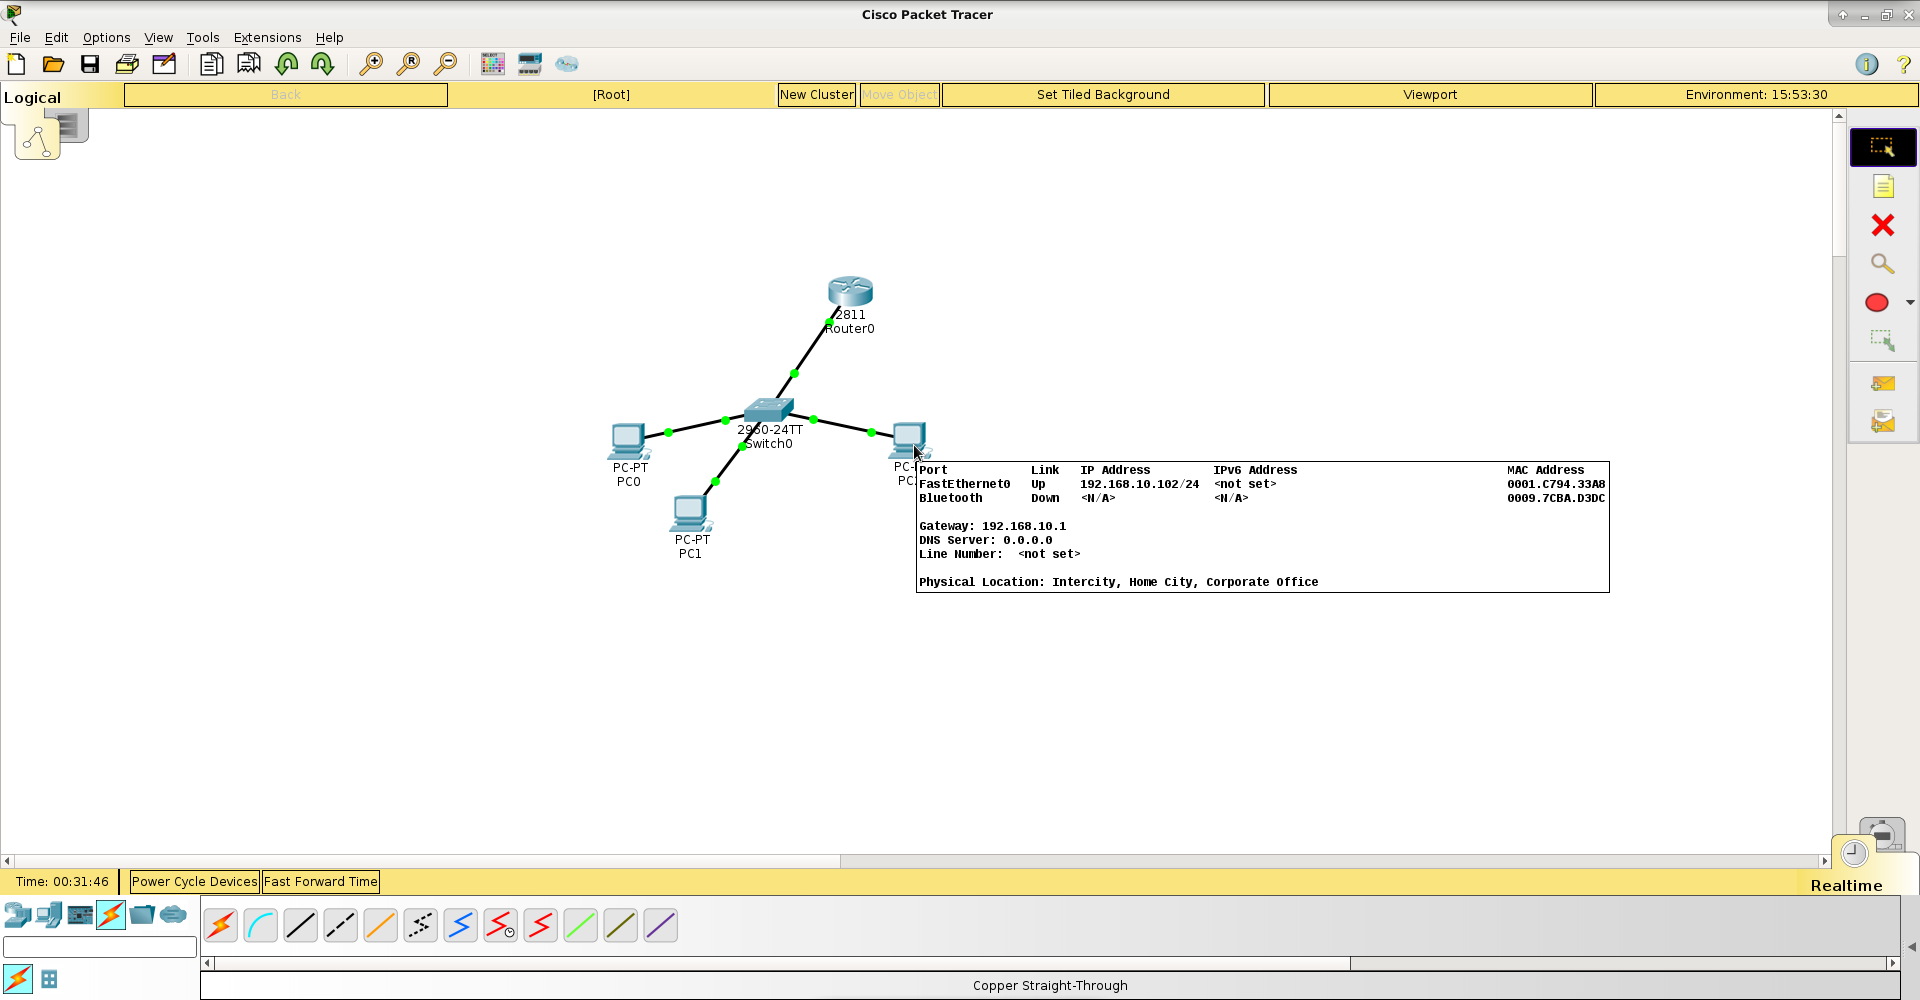 Cisco Packet Tracer
File Edit Options View Tools Extensions Help
Logical Back [Root] New Cluster Move Object Set Tiled Background Viewport Environment: 15:53:30
2811
Router0
2950-24TT
Switch0
PC-PT
PC0
PC-PT
PC1
Port Link IP Address IPv6 Address MAC Address
FastEthernet0 Up 192.168.10.102/24 <not set> 0001.C794.33A8
Bluetooth Down <N/A> <N/A> 0009.7CBA.D3DC
Gateway: 192.168.10.1
DNS Server: 0.0.0.0
Line Number: <not set>
Physical Location: Intercity, Home City, Corporate Office
Time: 00:31:46 Power Cycle Devices Fast Forward Time
Realtime
Copper Straight-Through